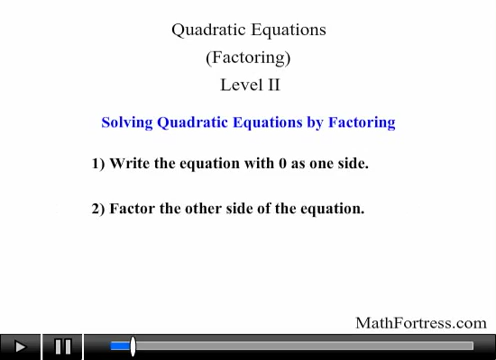 Quadratic Equations
(Factoring)
Level II
Solving Quadratic Equations by Factoring
1) Write the equation with 0 as one side.
2) Factor the other side of the equation.
MathFortress.com